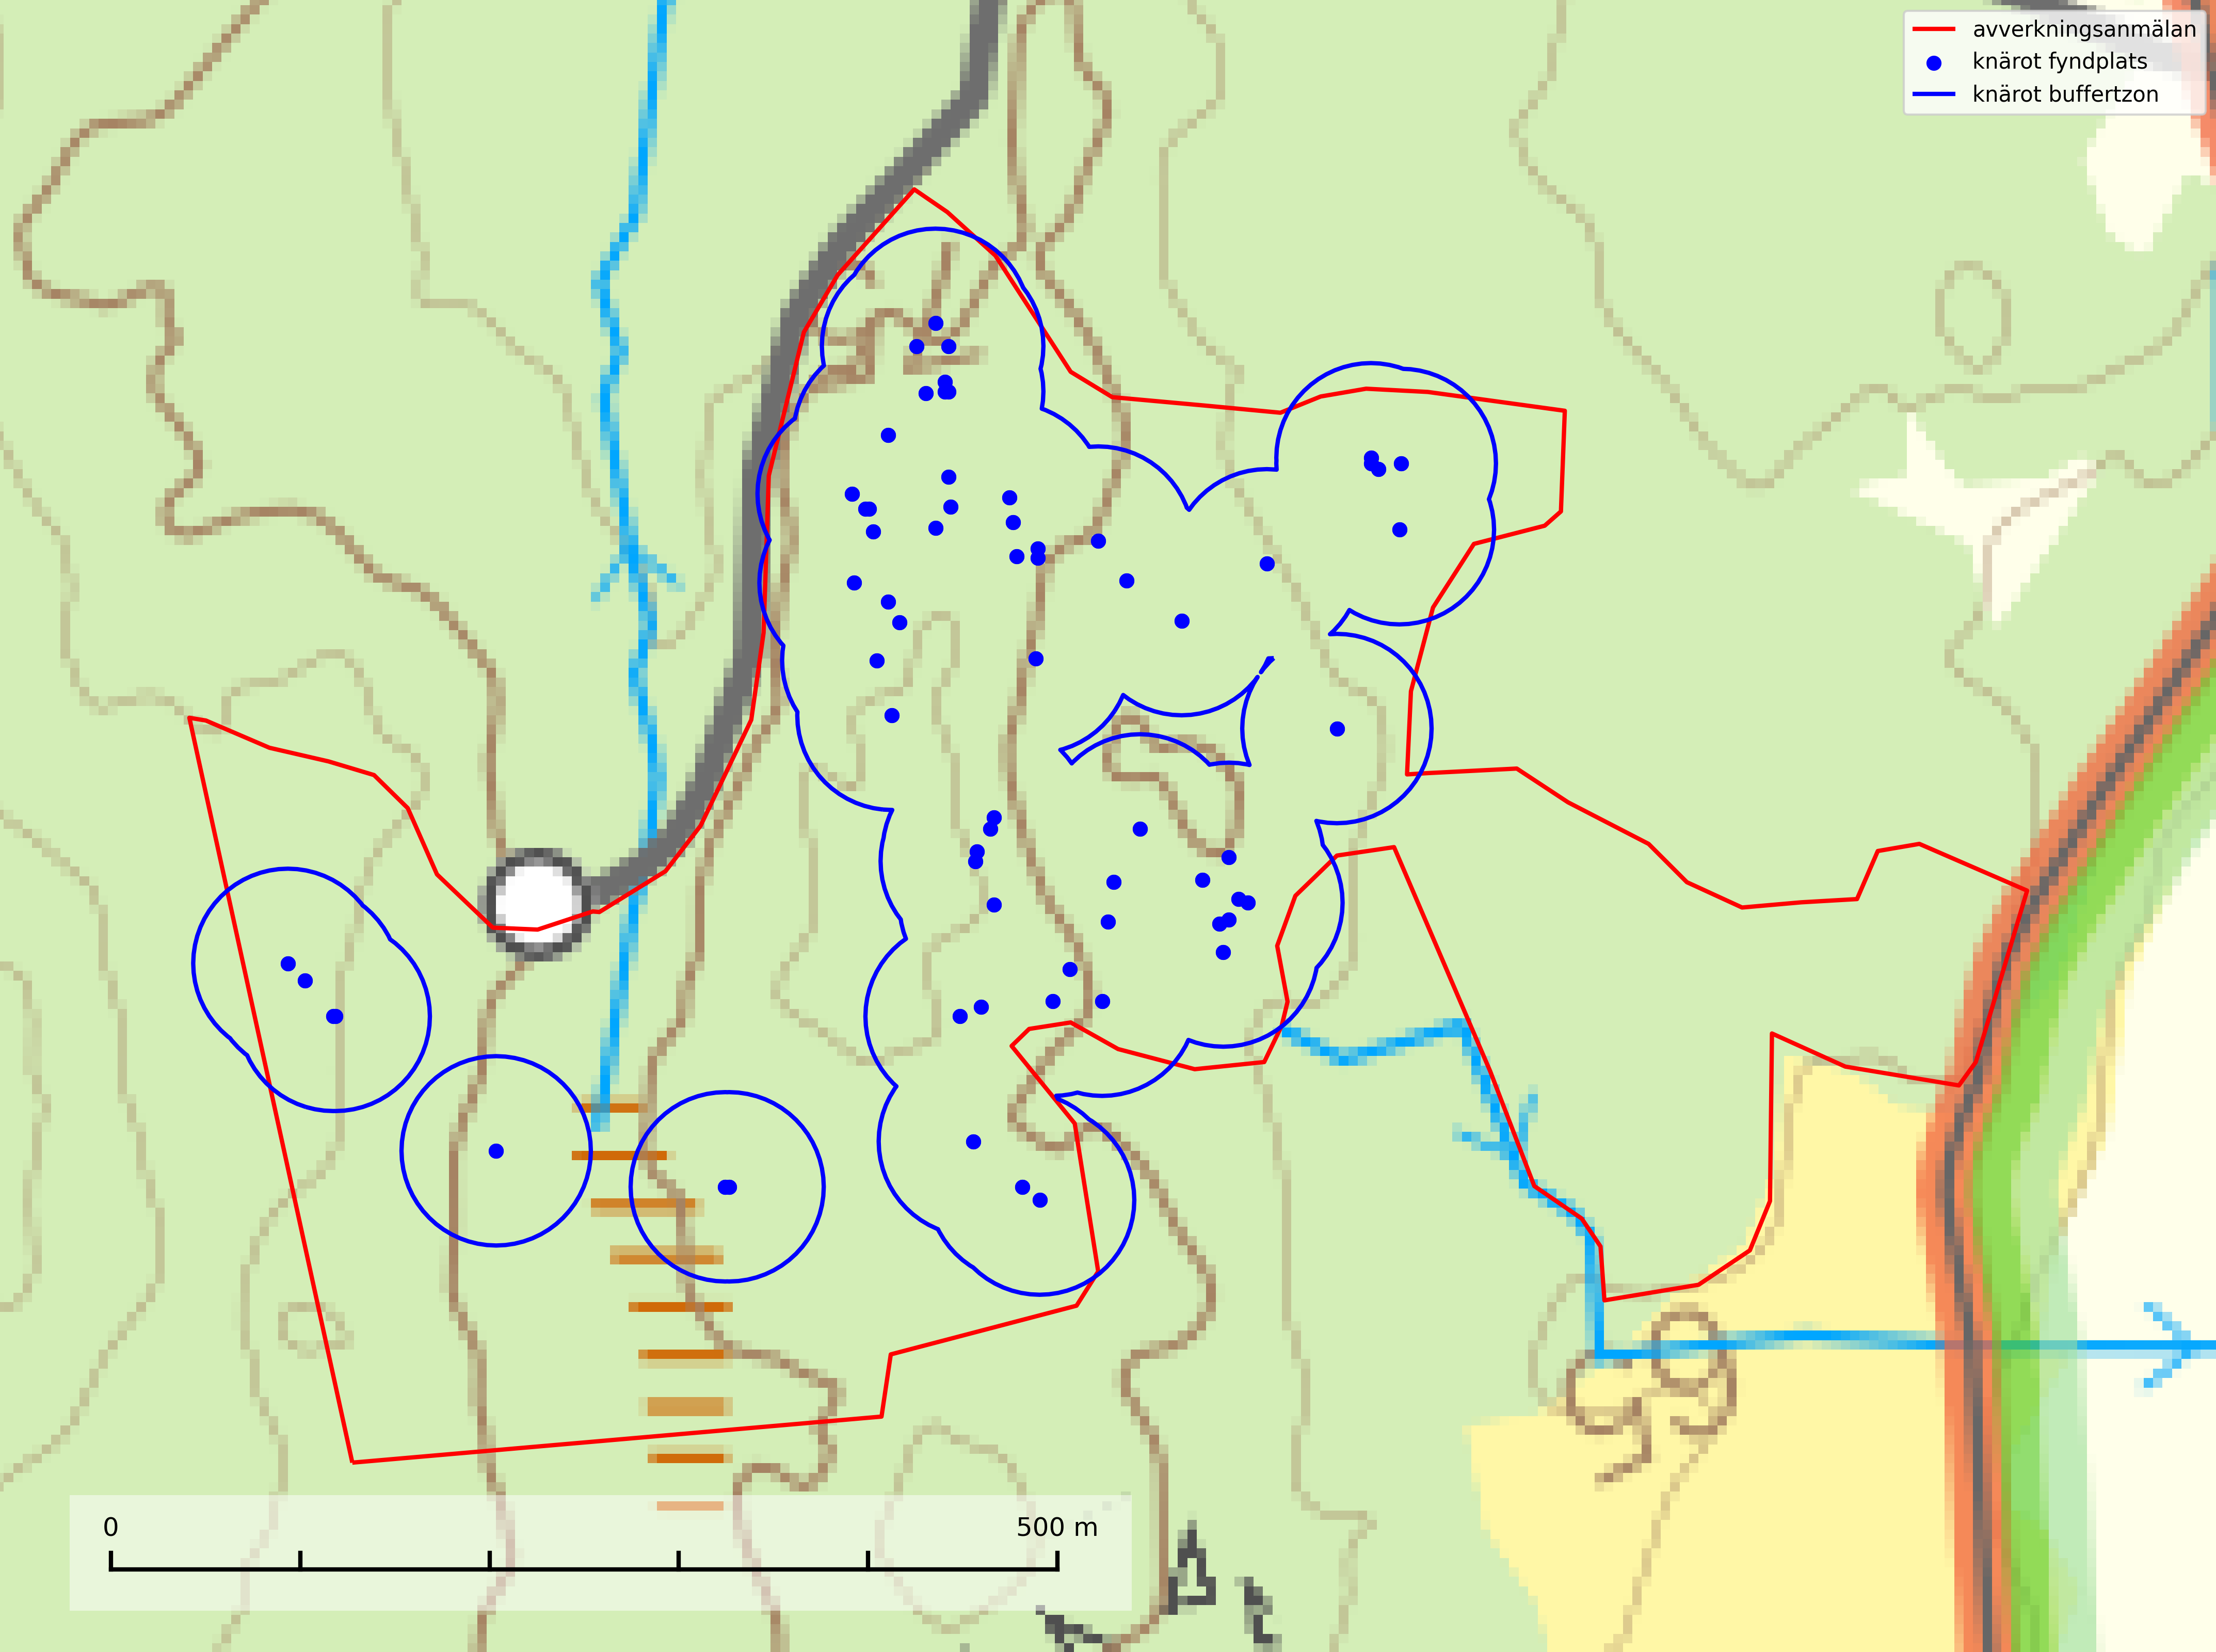 avverkningsanmälan
knärot fyndplats
knärot buffertzon
0 500 m